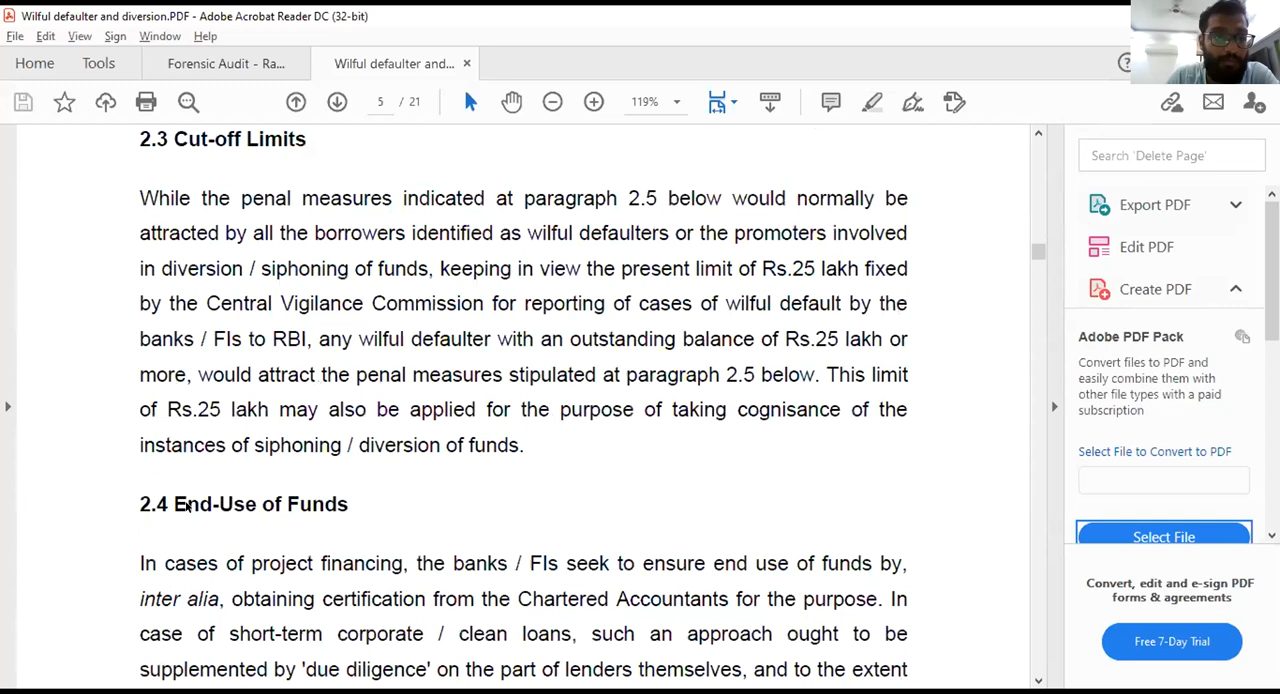 Wilful defaulter and diversion.PDF - Adobe Acrobat Reader DC (32-bit)
File Edit View Sign Window Help
Home Tools Forensic Audit - Ra... Wilful defaulter and... ×
5 / 21 119%
2.3 Cut-off Limits
While the penal measures indicated at paragraph 2.5 below would normally be
attracted by all the borrowers identified as wilful defaulters or the promoters involved
in diversion / siphoning of funds, keeping in view the present limit of Rs.25 lakh fixed
by the Central Vigilance Commission for reporting of cases of wilful default by the
banks / FIs to RBI, any wilful defaulter with an outstanding balance of Rs.25 lakh or
more, would attract the penal measures stipulated at paragraph 2.5 below. This limit
of Rs.25 lakh may also be applied for the purpose of taking cognisance of the
instances of siphoning / diversion of funds.
2.4 End-Use of Funds
In cases of project financing, the banks / FIs seek to ensure end use of funds by,
inter alia, obtaining certification from the Chartered Accountants for the purpose. In
case of short-term corporate / clean loans, such an approach ought to be
supplemented by 'due diligence' on the part of lenders themselves, and to the extent
Search 'Delete Page'
Export PDF
Edit PDF
Create PDF
Adobe PDF Pack
Convert files to PDF and
easily combine them with
other file types with a paid
subscription
Select File to Convert to PDF
Select File
Convert, edit and e-sign PDF
forms & agreements
Free 7-Day Trial